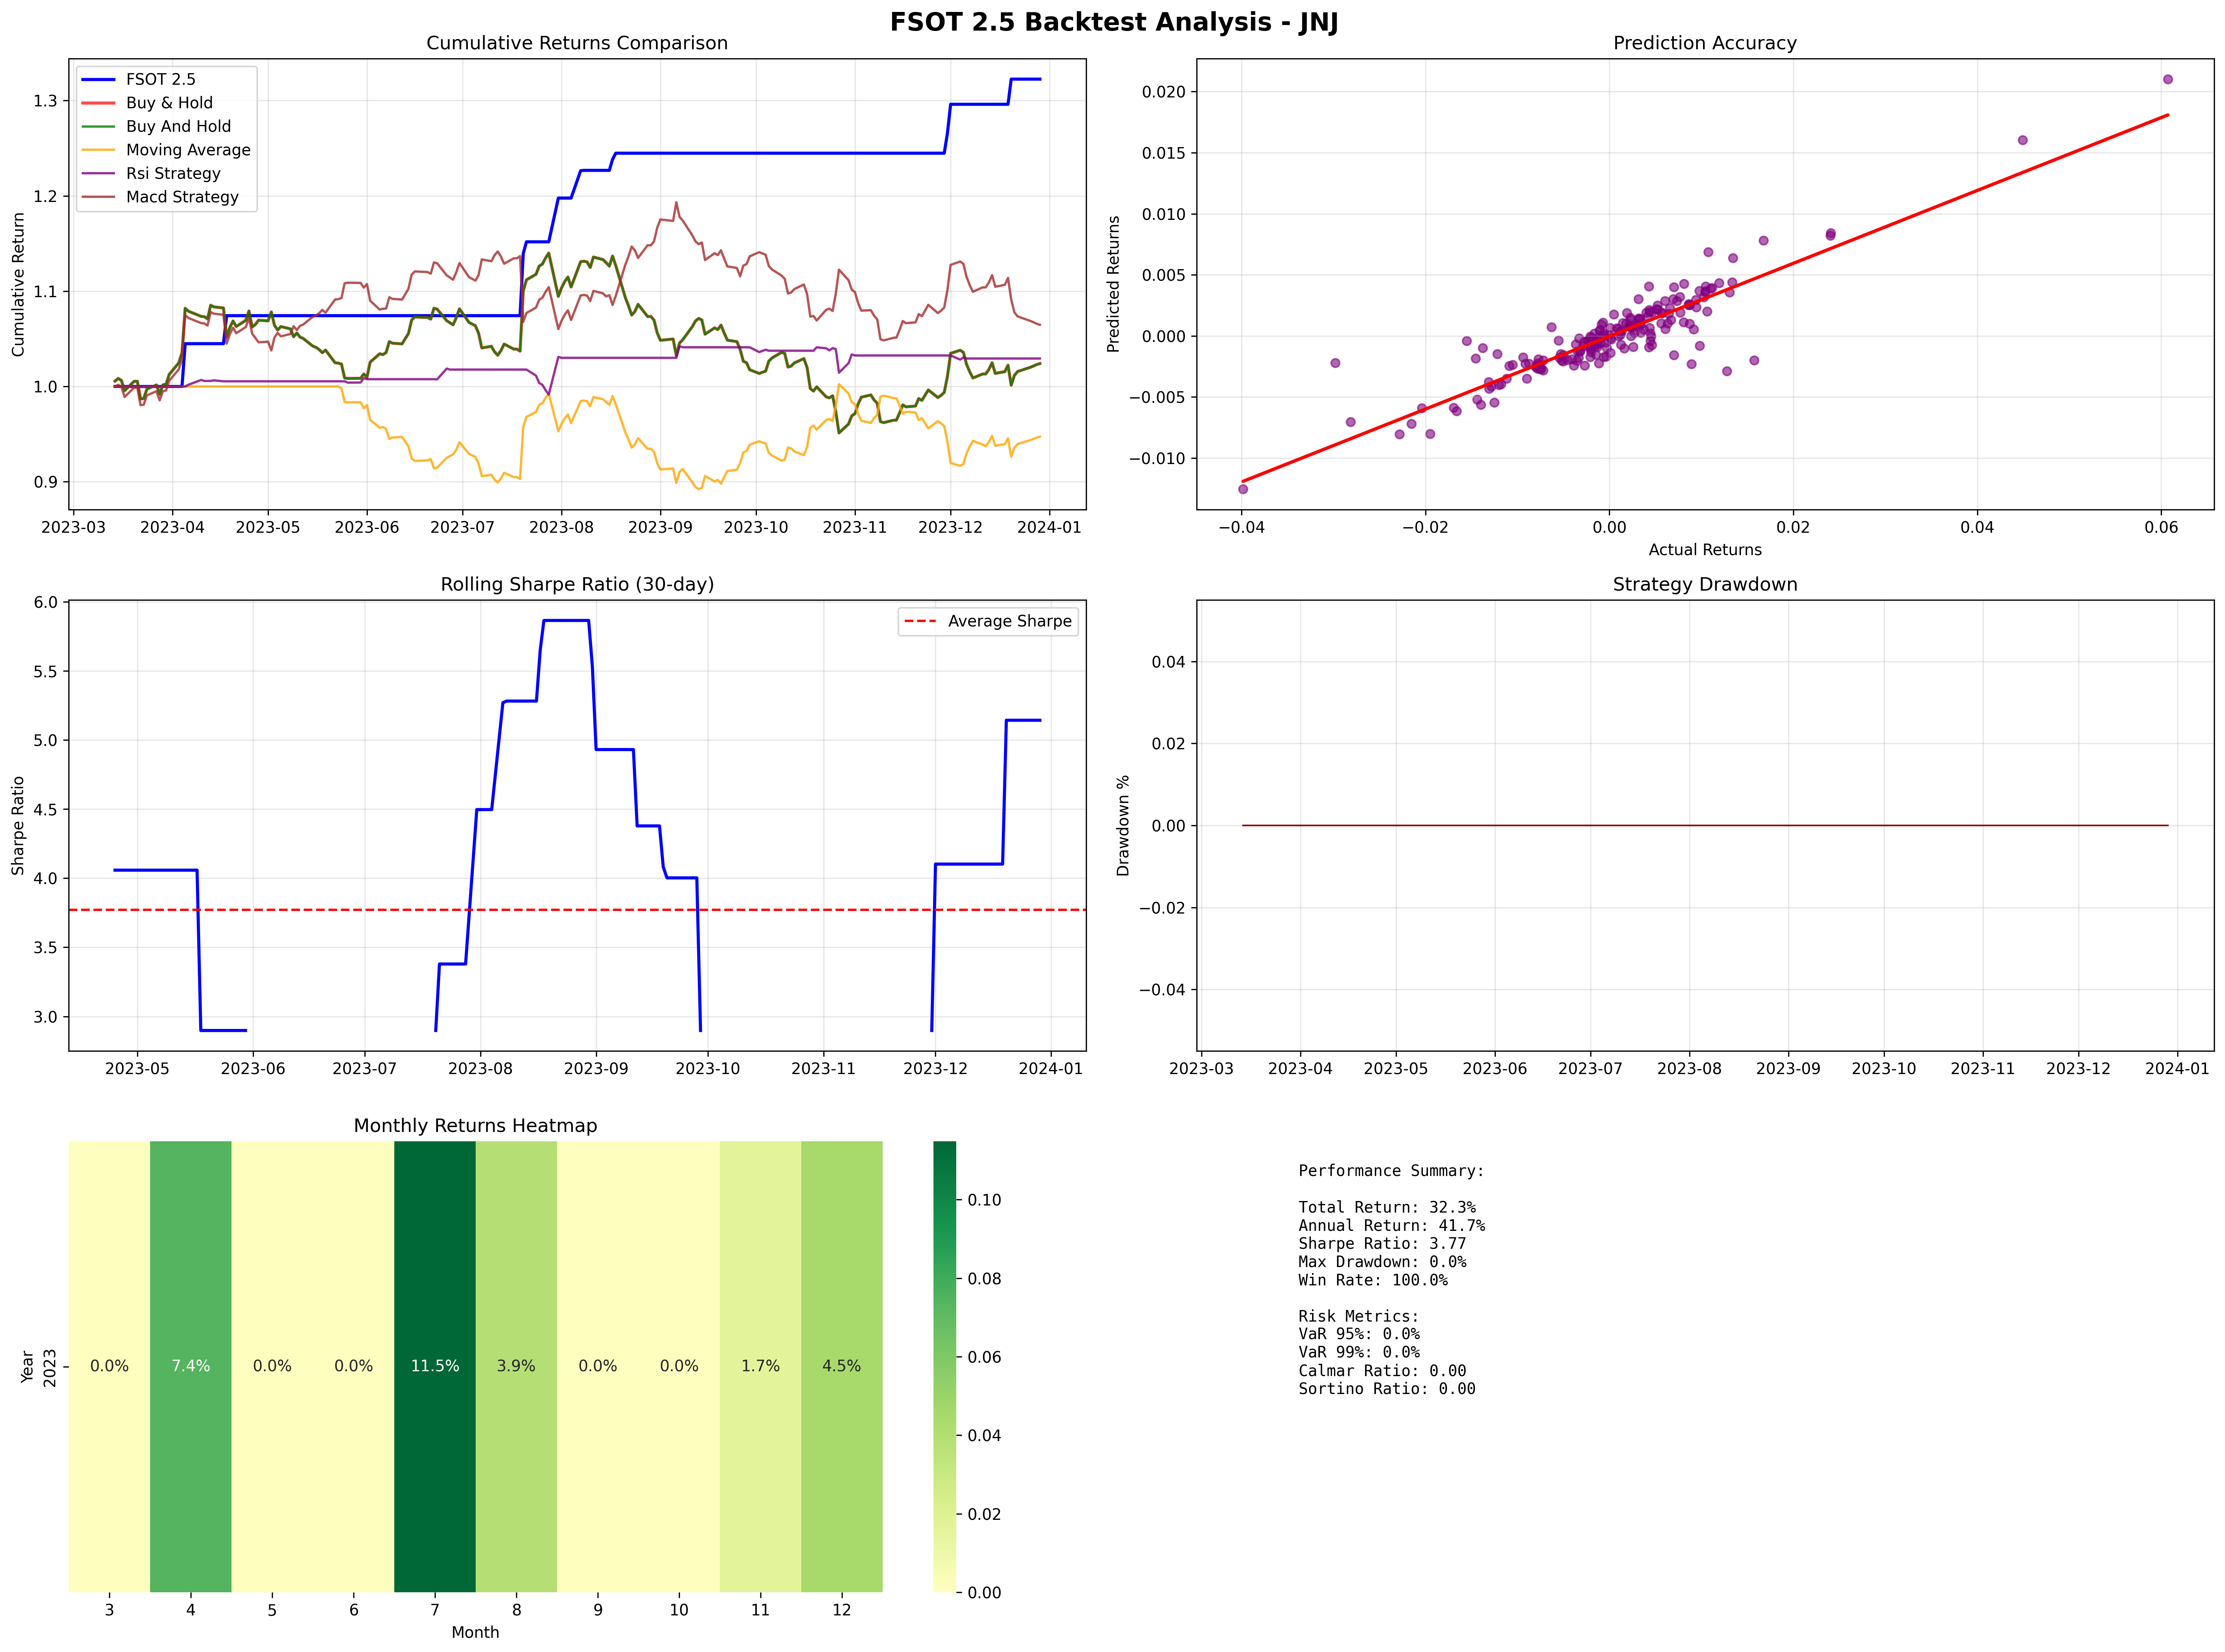 FSOT 2.5 Backtest Analysis - JNJ
Cumulative Returns Comparison
FSOT 2.5
Buy & Hold
Buy And Hold
Moving Average
Rsi Strategy
Macd Strategy
Cumulative Return
1.3
1.2
1.1
1.0
0.9
2023-03 2023-04 2023-05 2023-06 2023-07 2023-08 2023-09 2023-10 2023-11 2023-12 2024-01
Prediction Accuracy
Predicted Returns
0.020
0.015
0.010
0.005
0.000
−0.005
−0.010
−0.04 −0.02 0.00 0.02 0.04 0.06
Actual Returns
Rolling Sharpe Ratio (30-day)
Average Sharpe
Sharpe Ratio
6.0
5.5
5.0
4.5
4.0
3.5
3.0
2023-05 2023-06 2023-07 2023-08 2023-09 2023-10 2023-11 2023-12 2024-01
Strategy Drawdown
Drawdown %
0.04
0.02
0.00
−0.02
−0.04
2023-03 2023-04 2023-05 2023-06 2023-07 2023-08 2023-09 2023-10 2023-11 2023-12 2024-01
Monthly Returns Heatmap
Year
2023
0.0% 7.4% 0.0% 0.0% 11.5% 3.9% 0.0% 0.0% 1.7% 4.5%
3 4 5 6 7 8 9 10 11 12
Month
0.10
0.08
0.06
0.04
0.02
0.00
Performance Summary:
Total Return: 32.3%
Annual Return: 41.7%
Sharpe Ratio: 3.77
Max Drawdown: 0.0%
Win Rate: 100.0%
Risk Metrics:
VaR 95%: 0.0%
VaR 99%: 0.0%
Calmar Ratio: 0.00
Sortino Ratio: 0.00